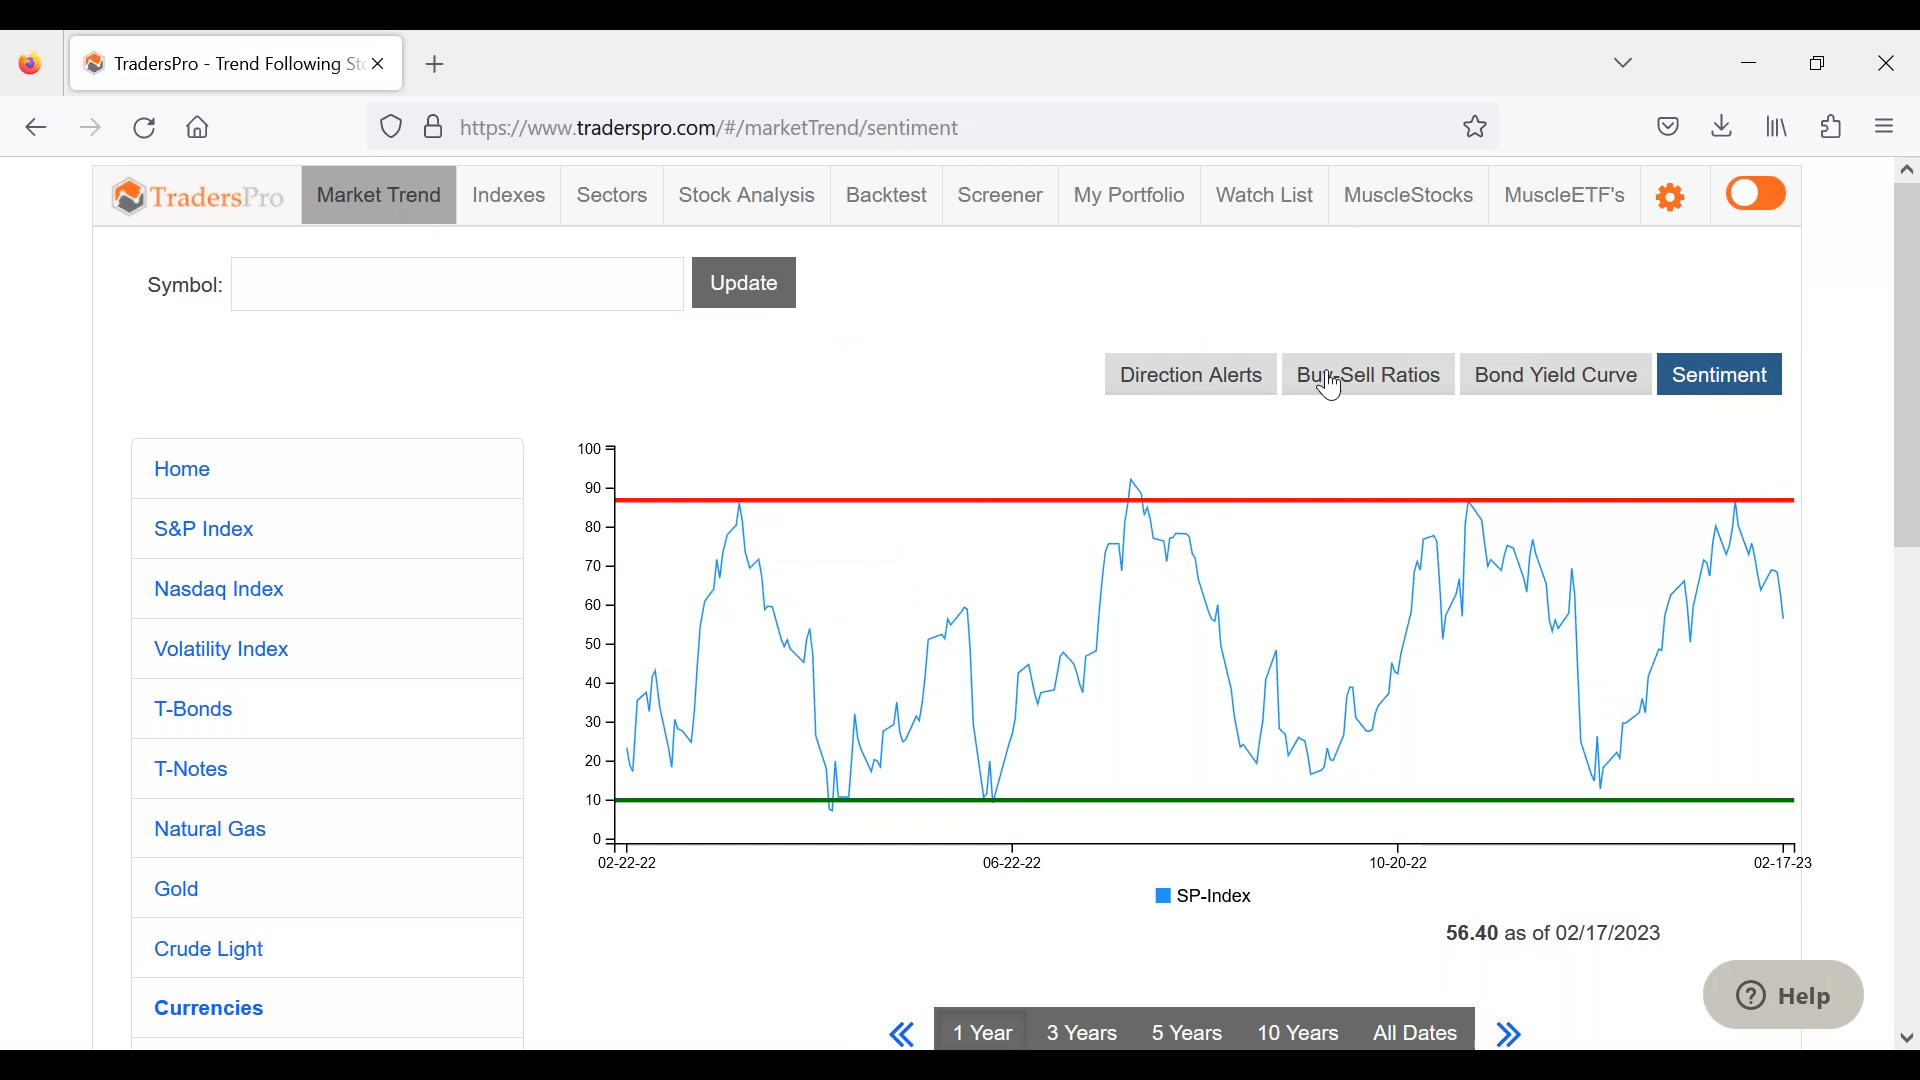 TradersPro - Trend Following Sto
https://www.traderspro.com/#/marketTrend/sentiment
TradersPro Market Trend Indexes Sectors Stock Analysis Backtest Screener My Portfolio Watch List MuscleStocks MuscleETF's
Symbol: Update
Direction Alerts Buy-Sell Ratios Bond Yield Curve Sentiment
Home
S&P Index
Nasdaq Index
Volatility Index
T-Bonds
T-Notes
Natural Gas
Gold
Crude Light
Currencies
100
90
80
70
60
50
40
30
20
10
0
02-22-22 06-22-22 10-20-22 02-17-23
SP-Index
56.40 as of 02/17/2023
Help
1 Year 3 Years 5 Years 10 Years All Dates